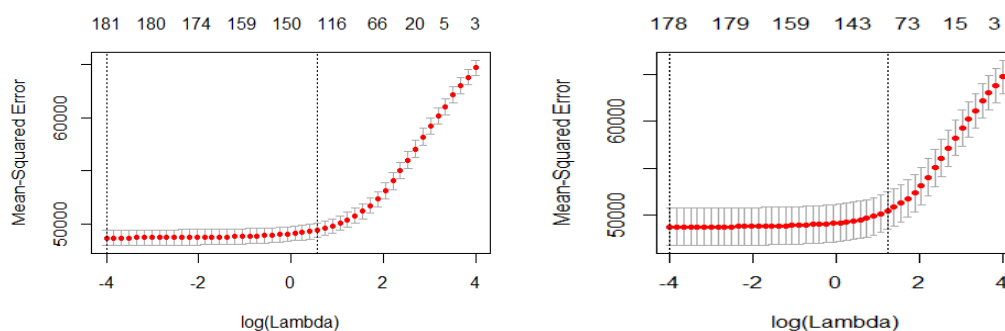 181 180 174 159 150 116 66 20 5 3
Mean-Squared Error
60000
50000
-4 -2 0 2 4
log(Lambda)
178 179 159 143 73 15 3
Mean-Squared Error
60000
50000
-4 -2 0 2 4
log(Lambda)